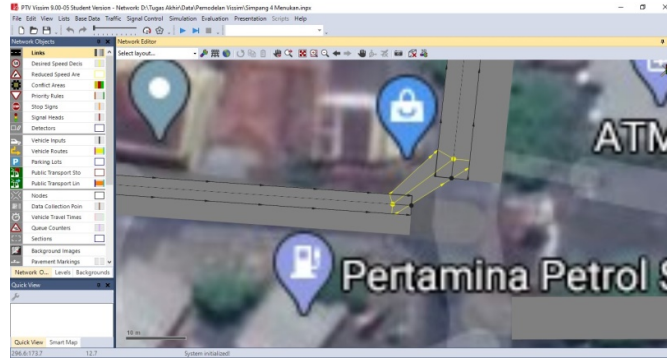 PTV Vissim 9.00-05 Student Version - Network: D:\Tugas Akhir\Data\Pemodelan Vissim\Simpang 4 Menukan.inpx
File Edit View Lists Base Data Traffic Signal Control Simulation Evaluation Presentation Scripts Help
Network Objects
Network Editor
Select layout...
Links
Desired Speed Decis
Reduced Speed Are
Conflict Areas
Priority Rules
Stop Signs
Signal Heads
Detectors
Vehicle Inputs
Vehicle Routes
P Parking Lots
Public Transport Sto
Public Transport Lin
Nodes
Data Collection Poin
Vehicle Travel Times
Queue Counters
Sections
Background Images
Pavement Markings
Network O... Levels Backgrounds
Quick View
Quick View Smart Map
ATM
Pertamina Petrol S
10 m
296.6:173.7 12.7 System initialized